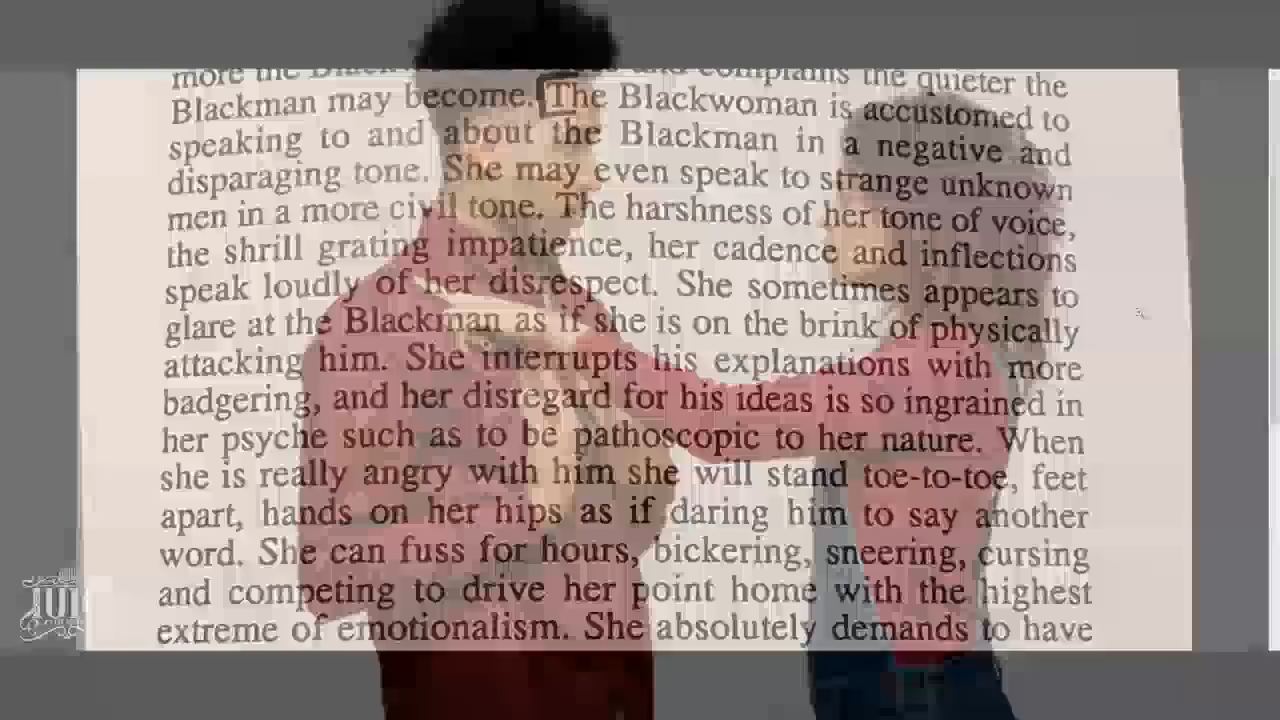 more the and complains the quieter the
Blackman may become. The Blackwoman is accustomed to
speaking to and about the Blackman in a negative and
disparaging tone. She may even speak to strange unknown
men in a more civil tone. The harshness of her tone of voice,
the shrill grating impatience, her cadence and inflections
speak loudly of her disrespect. She sometimes appears to
glare at the Blackman as if she is on the brink of physically
attacking him. She interrupts his explanations with more
badgering, and her disregard for his ideas is so ingrained in
her psyche such as to be pathoscopic to her nature. When
she is really angry with him she will stand toe-to-toe, feet
apart, hands on her hips as if daring him to say another
word. She can fuss for hours, bickering, sneering, cursing
and competing to drive her point home with the highest
extreme of emotionalism. She absolutely demands to have